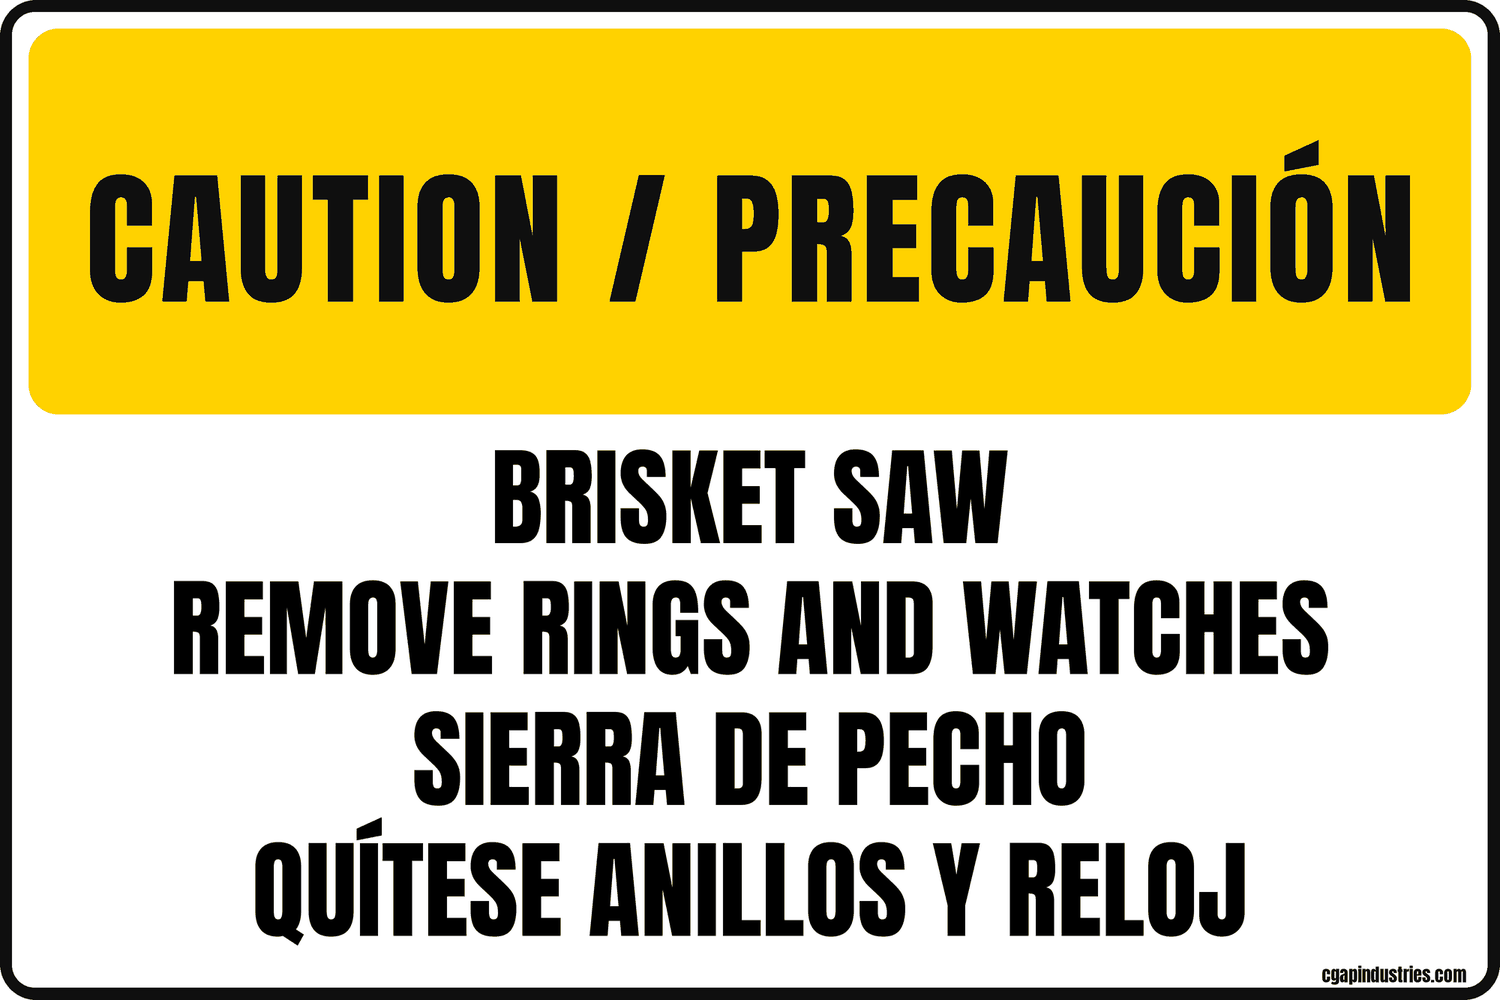 CAUTION / PRECAUCIÓN
BRISKET SAW
REMOVE RINGS AND WATCHES
SIERRA DE PECHO
QUÍTESE ANILLOS Y RELOJ
cgapindustries.com